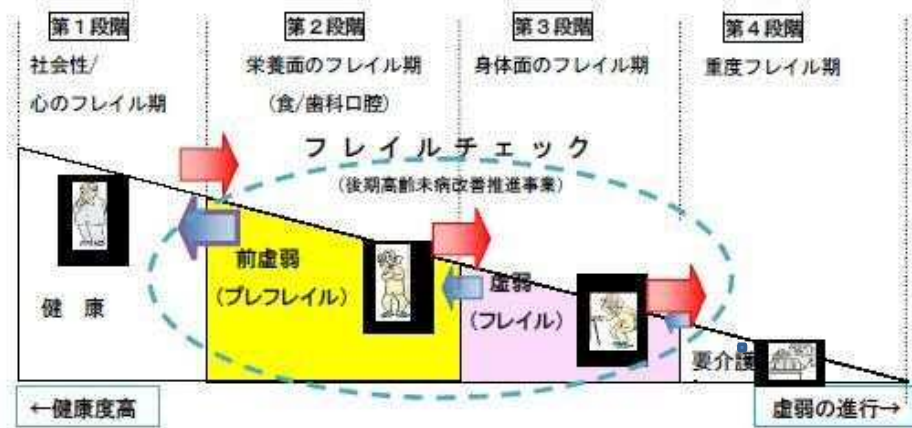 第１段階
社会性/
心のフレイル期
第２段階
栄養面のフレイル期
（食/歯科口腔）
第３段階
身体面のフレイル期
第４段階
重度フレイル期
フレイルチェック
（後期高齢未病改善推進事業）
健　康
前虚弱
（プレフレイル）
虚弱
（フレイル）
要介護
←健康度高
虚弱の進行→